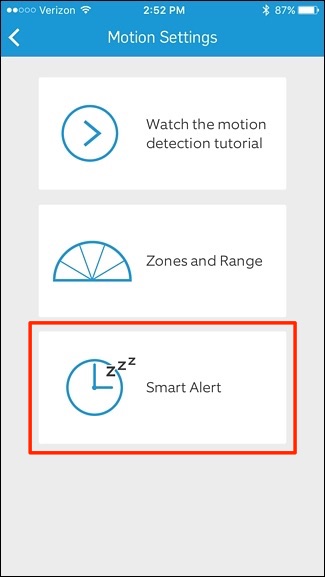 Verizon 2:52 PM 87%
Motion Settings
Watch the motion
detection tutorial
Zones and Range
zzz
Smart Alert